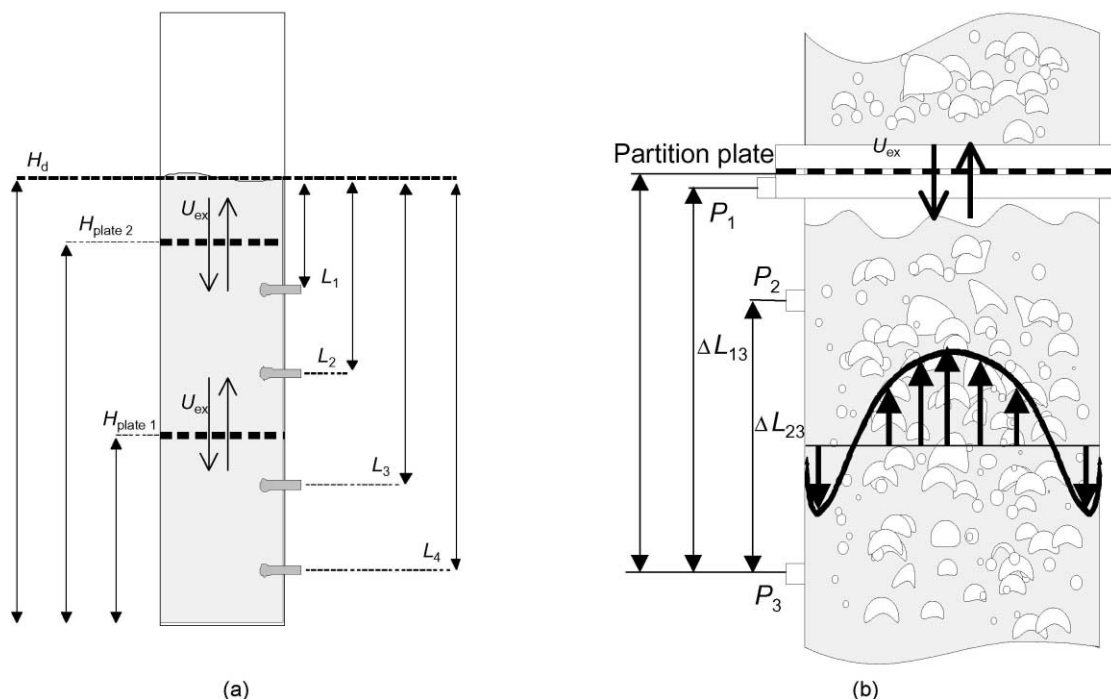 H_d
U_ex
H_plate 2
L_1
L_2
U_ex
H_plate 1
L_3
L_4
(a)
Partition plate
U_ex
P_1
P_2
ΔL_13
ΔL_23
P_3
(b)